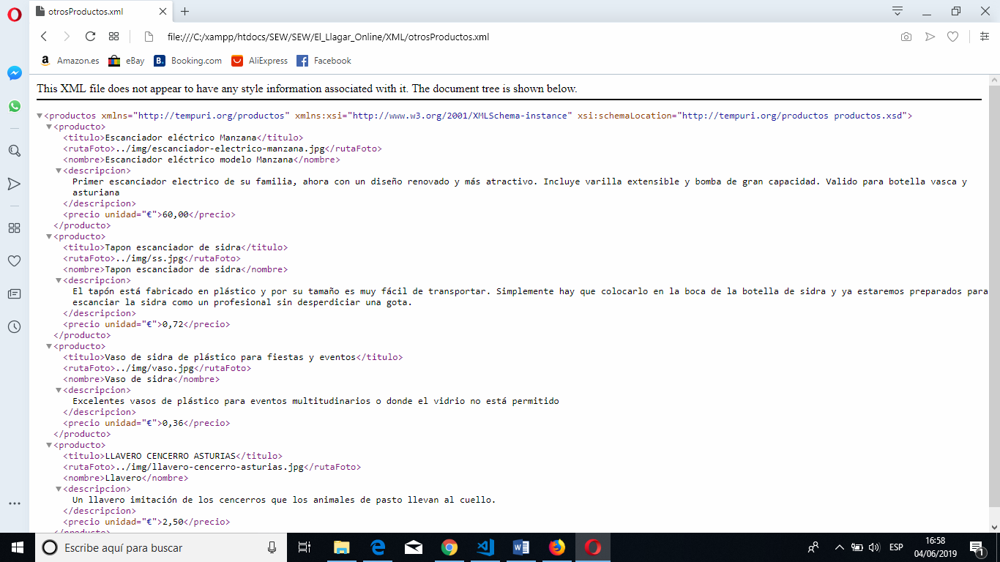 otrosProductos.xml
file:///C:/xampp/htdocs/SEW/SEW/El_Llagar_Online/XML/otrosProductos.xml
Amazon.es eBay Booking.com AliExpress Facebook
This XML file does not appear to have any style information associated with it. The document tree is shown below.
<productos xmlns="http://tempuri.org/productos" xmlns:xsi="http://www.w3.org/2001/XMLSchema-instance" xsi:schemaLocation="http://tempuri.org/productos productos.xsd">
<producto>
<titulo>Escanciador eléctrico Manzana</titulo>
<rutaFoto>../img/escanciador-electrico-manzana.jpg</rutaFoto>
<nombre>Escanciador eléctrico modelo Manzana</nombre>
<descripcion>
Primer escanciador electrico de su familia, ahora con un diseño renovado y más atractivo. Incluye varilla extensible y bomba de gran capacidad. Valido para botella vasca y
asturiana
</descripcion>
<precio unidad="€">60,00</precio>
</producto>
<producto>
<titulo>Tapon escanciador de sidra</titulo>
<rutaFoto>../img/ss.jpg</rutaFoto>
<nombre>Tapon escanciador de sidra</nombre>
<descripcion>
El tapón está fabricado en plástico y por su tamaño es muy fácil de transportar. Simplemente hay que colocarlo en la boca de la botella de sidra y ya estaremos preparados para
escanciar la sidra como un profesional sin desperdiciar una gota.
</descripcion>
<precio unidad="€">0,72</precio>
</producto>
<producto>
<titulo>Vaso de sidra de plástico para fiestas y eventos</titulo>
<rutaFoto>../img/vaso.jpg</rutaFoto>
<nombre>Vaso de sidra</nombre>
<descripcion>
Excelentes vasos de plástico para eventos multitudinarios o donde el vidrio no está permitido
</descripcion>
<precio unidad="€">0,36</precio>
</producto>
<producto>
<titulo>LLAVERO CENCERRO ASTURIAS</titulo>
<rutaFoto>../img/llavero-cencerro-asturias.jpg</rutaFoto>
<nombre>Llavero</nombre>
<descripcion>
Un llavero imitación de los cencerros que los animales de pasto llevan al cuello.
</descripcion>
<precio unidad="€">2,50</precio>
</producto>
Escribe aquí para buscar
ESP
16:58
04/06/2019
1